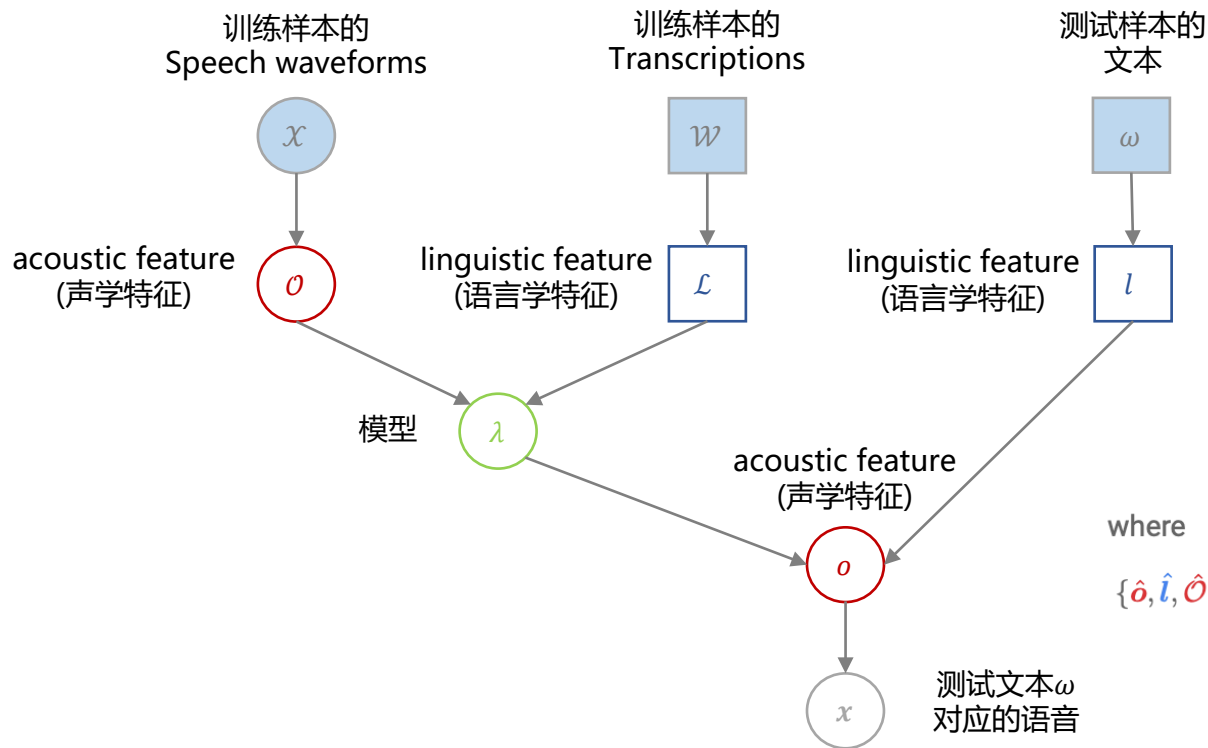 训练样本的
Speech waveforms
训练样本的
Transcriptions
测试样本的
文本
𝒳
𝒲
ω
acoustic feature
(声学特征)
𝒪
linguistic feature
(语言学特征)
ℒ
linguistic feature
(语言学特征)
l
模型
λ
acoustic feature
(声学特征)
o
where
{ô, l̂, 𝒪̂
x
测试文本ω
对应的语音